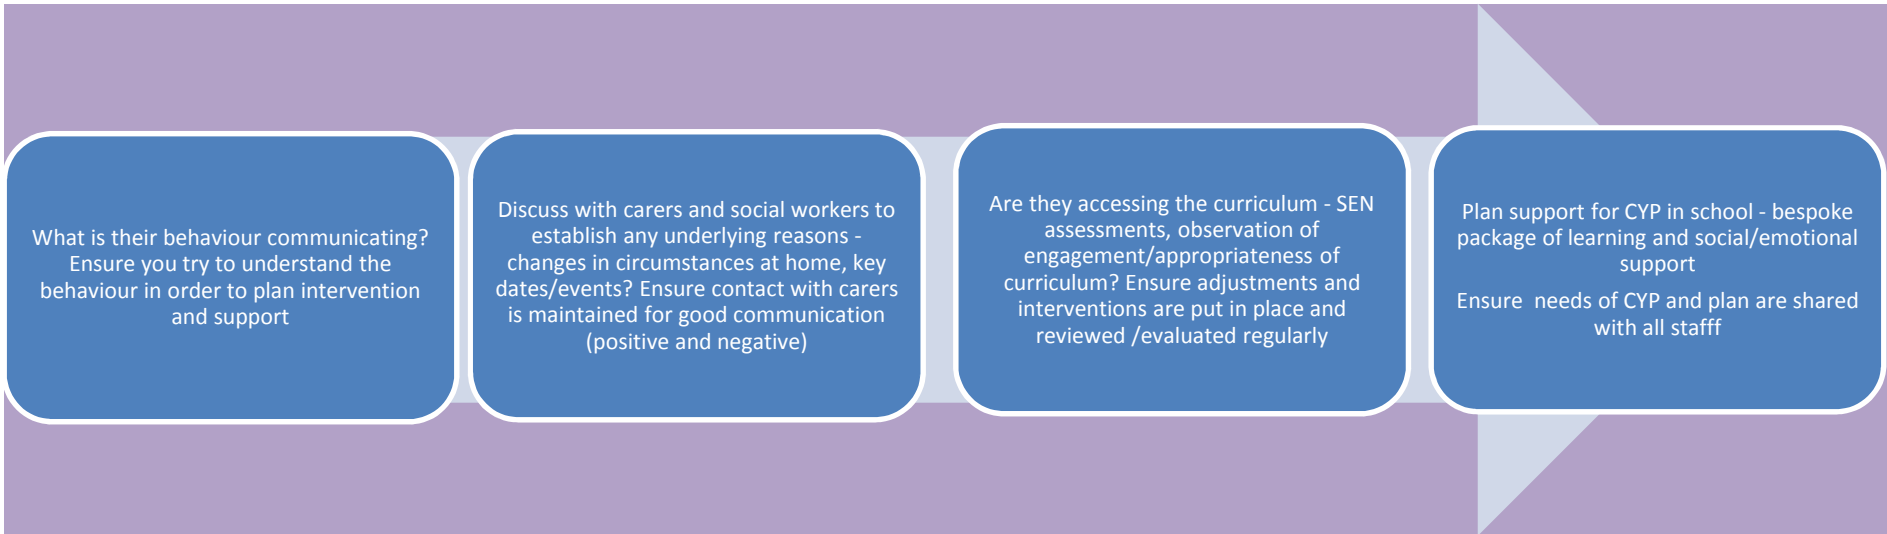 What is their behaviour communicating?
Ensure you try to understand the
behaviour in order to plan intervention
and support
Discuss with carers and social workers to
establish any underlying reasons -
changes in circumstances at home, key
dates/events? Ensure contact with carers
is maintained for good communication
(positive and negative)
Are they accessing the curriculum - SEN
assessments, observation of
engagement/appropriateness of
curriculum? Ensure adjustments and
interventions are put in place and
reviewed /evaluated regularly
Plan support for CYP in school - bespoke
package of learning and social/emotional
support
Ensure  needs of CYP and plan are shared
with all stafff